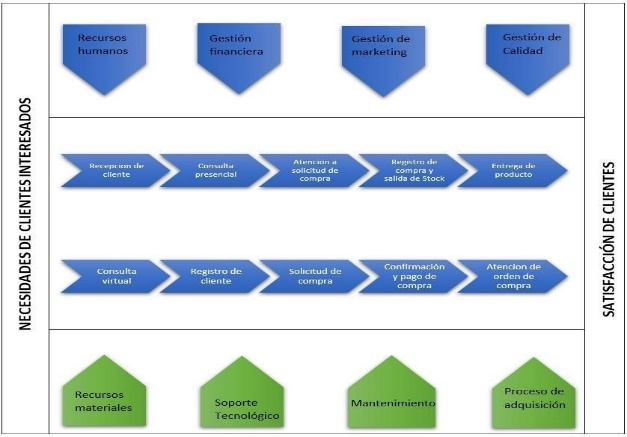 NECESIDADES DE CLIENTES INTERESADOS
Recursos
humanos
Gestión
financiera
Gestión de
marketing
Gestión de
Calidad
Recepcion de
cliente
Consulta
presencial
Atencion a
solicitud de
compra
Registro de
compra y
salida de Stock
Entrega de
producto
Consulta
virtual
Registro de
cliente
Solicitud de
compra
Confirmación
y pago de
compra
Atencion de
orden de
compra
Recursos
materiales
Soporte
Tecnológico
Mantenimiento
Proceso de
adquisición
SATISFACCIÓN DE CLIENTES